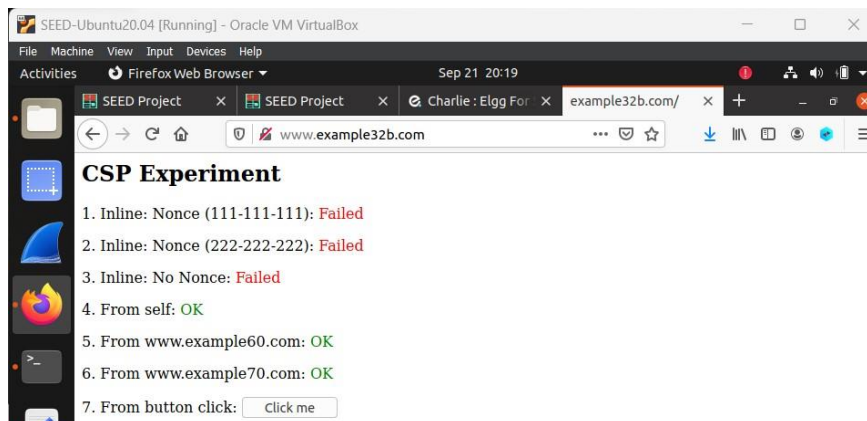 SEED-Ubuntu20.04 [Running] - Oracle VM VirtualBox
File Machine View Input Devices Help
Activities Firefox Web Browser Sep 21 20:19
SEED Project SEED Project Charlie : Elgg For example32b.com/
www.example32b.com
CSP Experiment
1. Inline: Nonce (111-111-111): Failed
2. Inline: Nonce (222-222-222): Failed
3. Inline: No Nonce: Failed
4. From self: OK
5. From www.example60.com: OK
6. From www.example70.com: OK
7. From button click: Click me